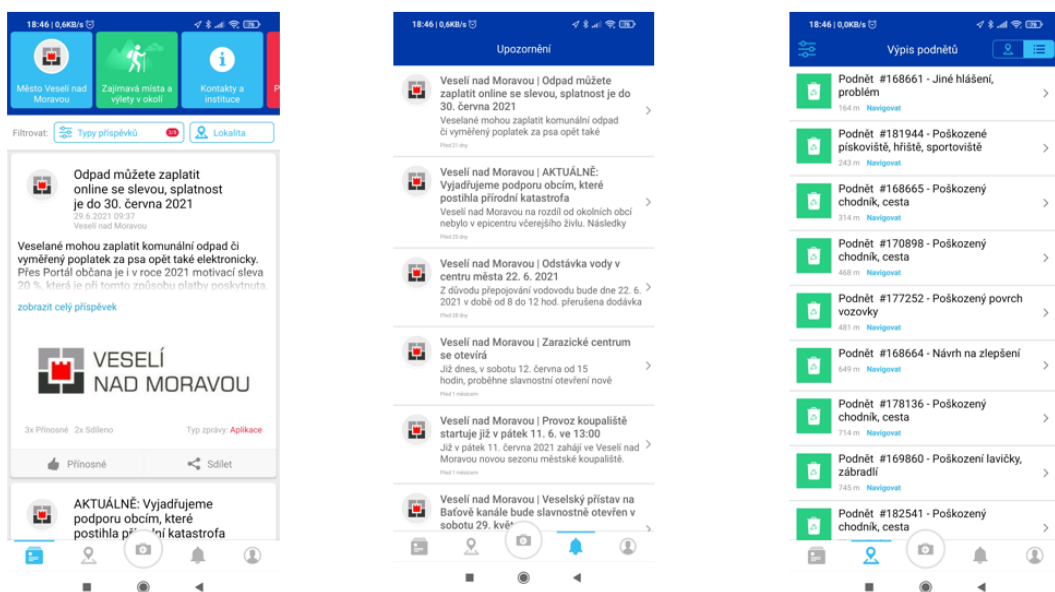 18:46 | 0,6KB/s
76
Město Veselí nad
Moravou
Zajímavá místa a
výlety v okolí
Kontakty a
instituce
P
Filtrovat:
Typy příspěvků
3/9
Lokalita
Odpad můžete zaplatit
online se slevou, splatnost
je do 30. června 2021
29.6.2021 09:37
Veselí nad Moravou
Veselané mohou zaplatit komunální odpad či
vyměřený poplatek za psa opět také elektronicky.
Přes Portál občana je i v roce 2021 motivací sleva
20 %, která je při tomto způsobu platby poskytnuta.
zobrazit celý příspěvek
VESELÍ
NAD MORAVOU
3x Přínosné 2x Sdíleno
Typ zprávy: Aplikace
Přínosné
Sdílet
AKTUÁLNĚ: Vyjadřujeme
podporu obcím, které
postihla přírodní katastrofa
18:46 | 0,6KB/s
76
Upozornění
Veselí nad Moravou | Odpad můžete
zaplatit online se slevou, splatnost je do
30. června 2021
Veselané mohou zaplatit komunální odpad
či vyměřený poplatek za psa opět také
Před 21 dny
Veselí nad Moravou | AKTUÁLNĚ:
Vyjadřujeme podporu obcím, které
postihla přírodní katastrofa
Veselí nad Moravou na rozdíl od okolních obcí
nebylo v epicentru včerejšího živlu. Následky
Před 25 dny
Veselí nad Moravou | Odstávka vody v
centru města 22. 6. 2021
Z důvodu přepojování vodovodu bude dne 22. 6.
2021 v době od 8 do 12 hod. přerušena dodávka
Před 28 dny
Veselí nad Moravou | Zarazické centrum
se otevírá
Již dnes, v sobotu 12. června od 15
hodin, proběhne slavnostní otevření nově
Před 1 měsícem
Veselí nad Moravou | Provoz koupaliště
startuje již v pátek 11. 6. ve 13:00
Již v pátek 11. června 2021 zahájí ve Veselí nad
Moravou novou sezonu městské koupaliště.
Před 1 měsícem
Veselí nad Moravou | Veselský přístav na
Baťově kanále bude slavnostně otevřen v
sobotu 29. květ
18:46 | 0,0KB/s
76
Výpis podnětů
Podnět #168661 - Jiné hlášení,
problém
164 m Navigovat
Podnět #181944 - Poškozené
pískoviště, hřiště, sportoviště
243 m Navigovat
Podnět #168665 - Poškozený
chodník, cesta
314 m Navigovat
Podnět #170898 - Poškozený
chodník, cesta
468 m Navigovat
Podnět #177252 - Poškozený povrch
vozovky
481 m Navigovat
Podnět #168664 - Návrh na zlepšení
649 m Navigovat
Podnět #178136 - Poškozený
chodník, cesta
714 m Navigovat
Podnět #169860 - Poškození lavičky,
zábradlí
745 m Navigovat
Podnět #182541 - Poškozený
chodník, cesta